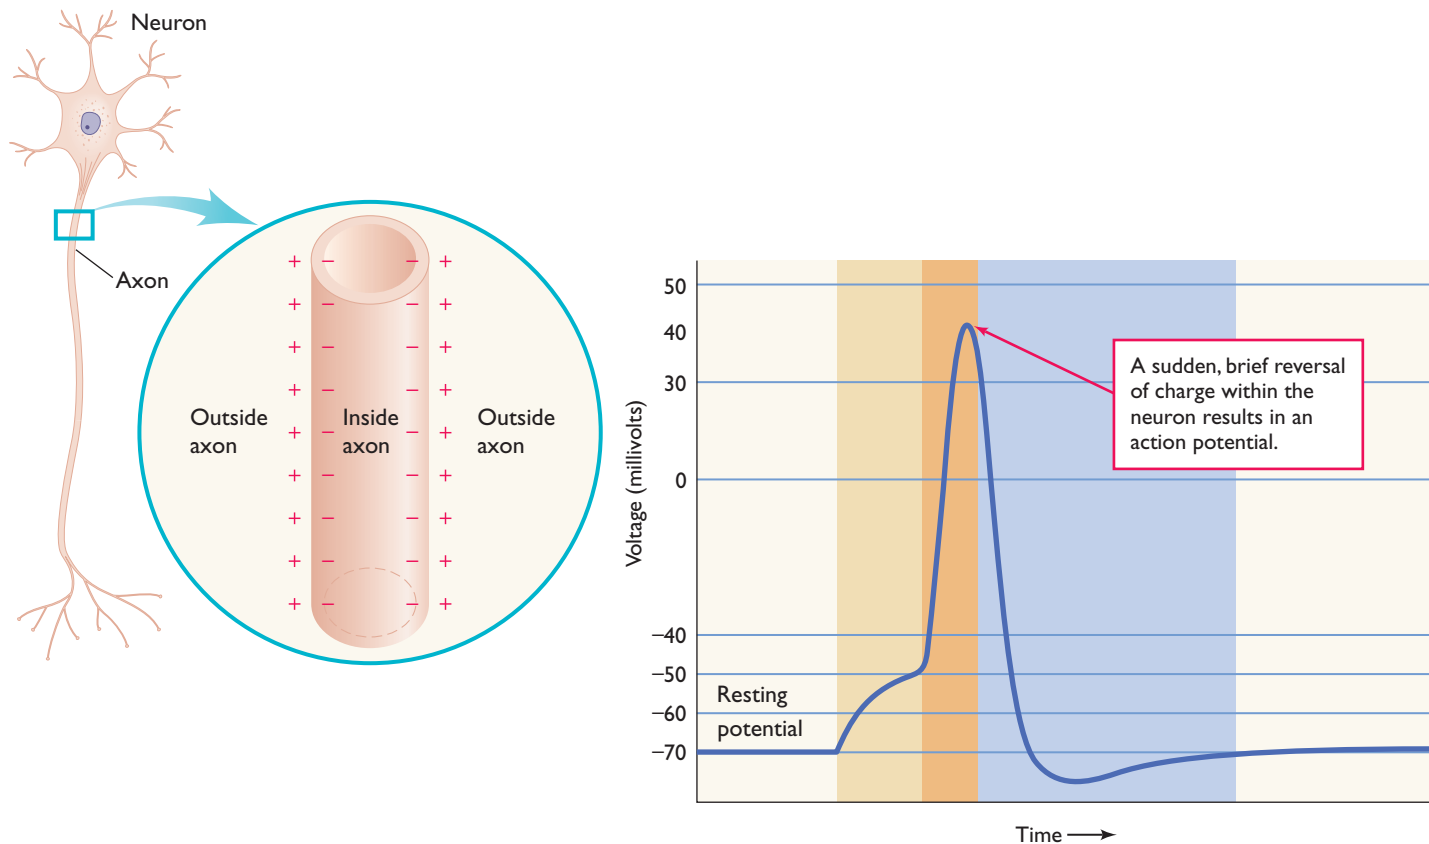 Neuron
Axon
Outside
axon
Inside
axon
Outside
axon
+ − − +
+ − − +
+ − − +
+ − − +
+ +
+ − − +
+ − − +
+ − − +
+ − − +
Voltage (millivolts)
50
40
30
0
−40
−50
−60
−70
Resting
potential
A sudden, brief reversal
of charge within the
neuron results in an
action potential.
Time